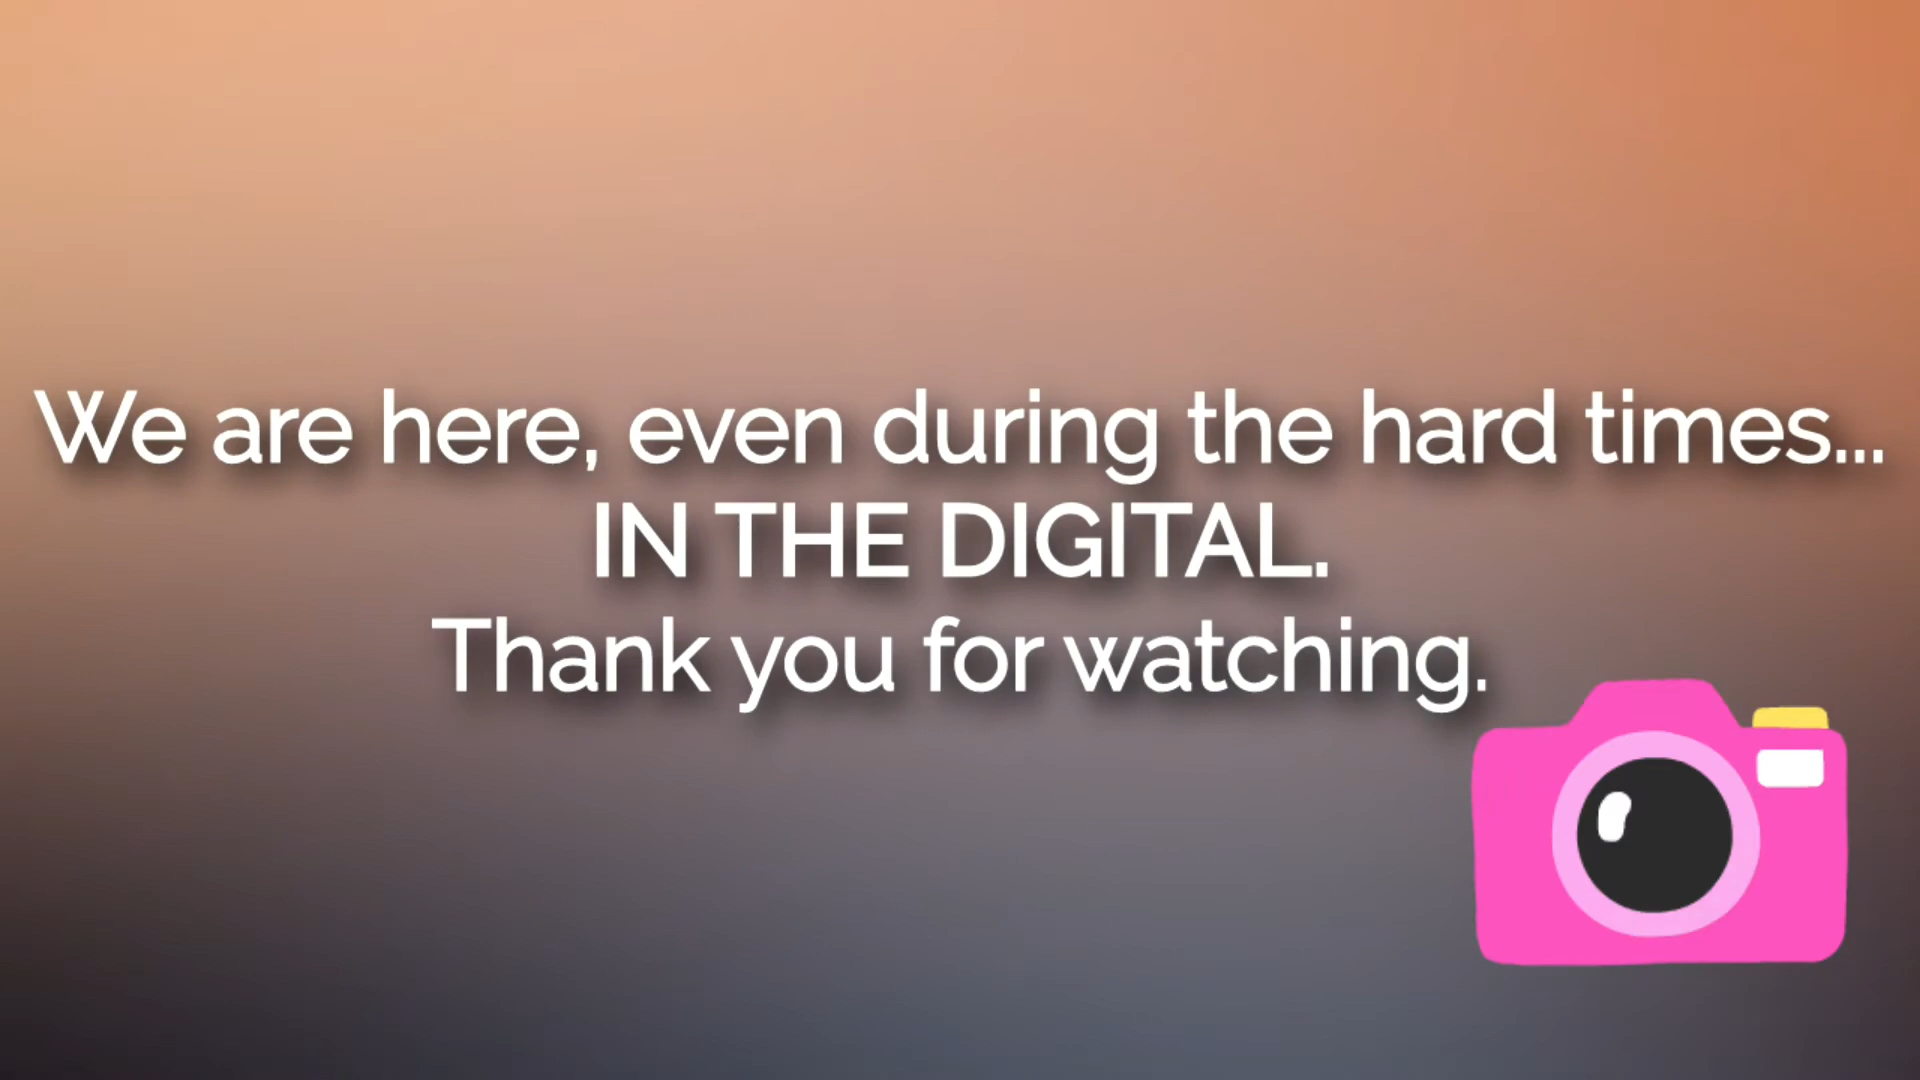 We are here, even during the hard times...
IN THE DIGITAL.
Thank you for watching.